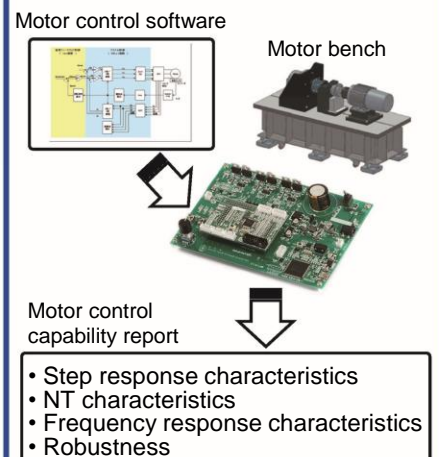 Motor control software
Motor bench
Motor control
capability report
• Step response characteristics
• NT characteristics
• Frequency response characteristics
• Robustness